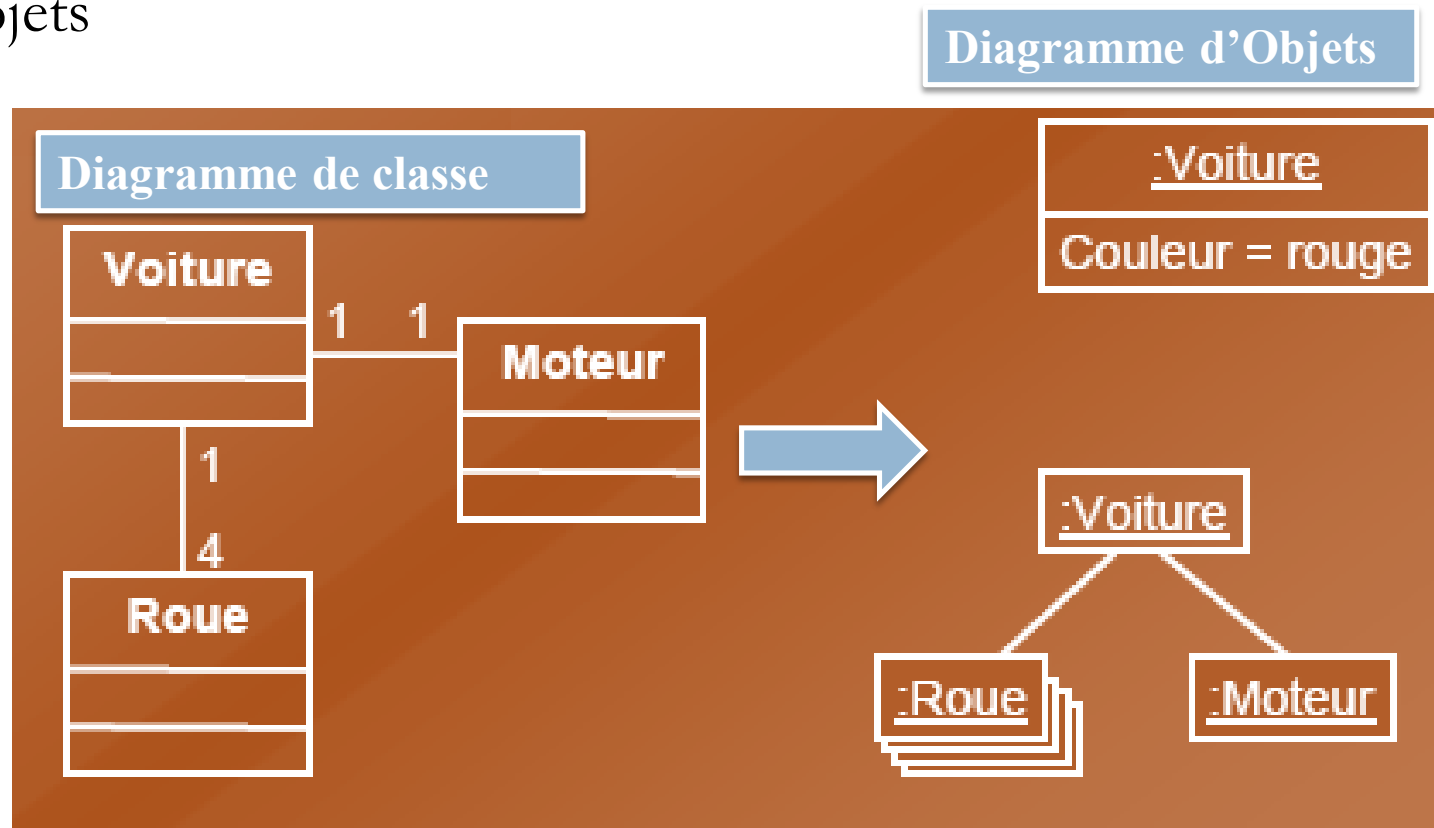 jets
Diagramme d'Objets
Diagramme de classe
Voiture
1 1
Moteur
1
4
Roue
:Voiture
Couleur = rouge
:Voiture
:Roue
:Moteur